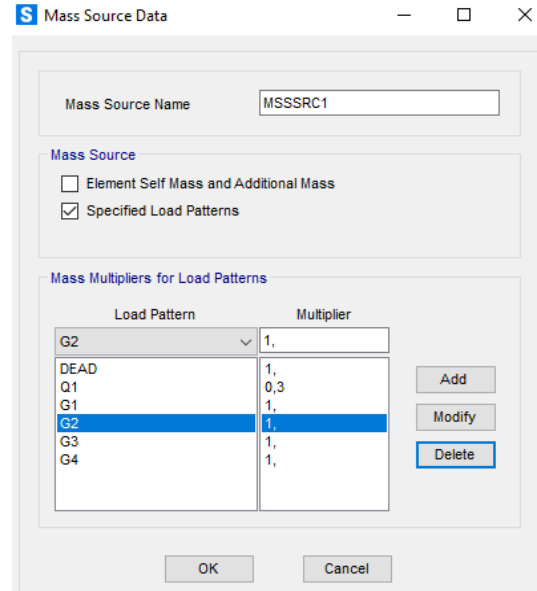 S Mass Source Data
Mass Source Name MSSSRC1
Mass Source
Element Self Mass and Additional Mass
Specified Load Patterns
Mass Multipliers for Load Patterns
Load Pattern Multiplier
G2 1,
DEAD 1,
Q1 0,3
G1 1,
G2 1,
G3 1,
G4 1,
Add
Modify
Delete
OK Cancel